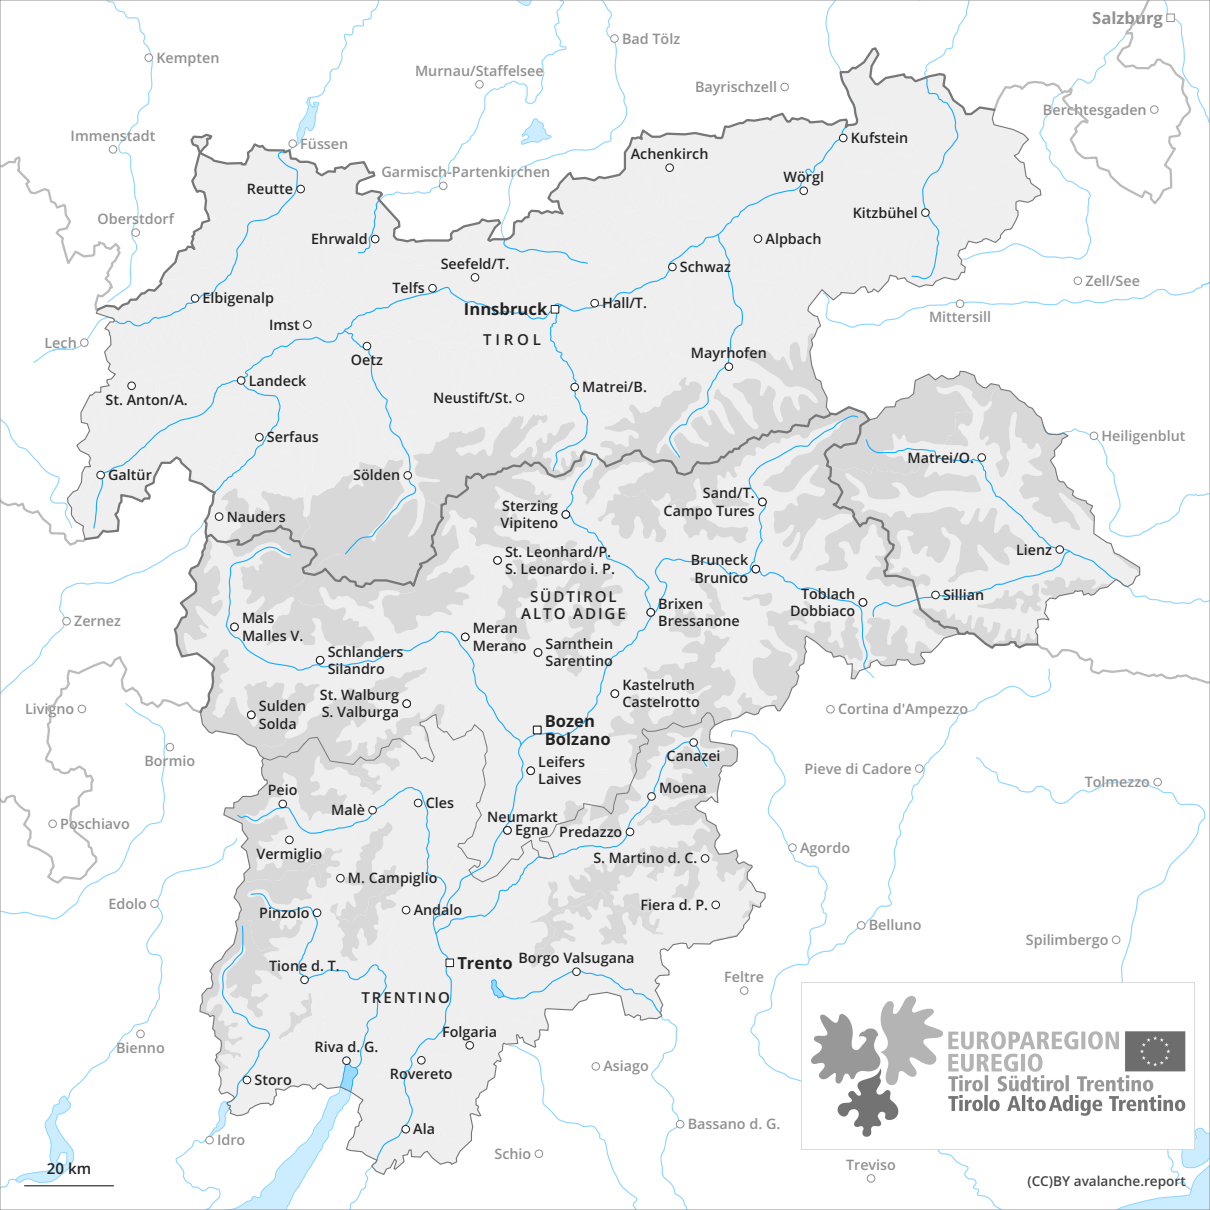 Salzburg
Kempten
Bad Tölz
Murnau/Staffelsee
Bayrischzell
Berchtesgaden
Immenstadt
Füssen
Kufstein
Achenkirch
Garmisch-Partenkirchen
Wörgl
Reutte
Oberstdorf
Kitzbühel
Ehrwald
Alpbach
Seefeld/T.
Schwaz
Zell/See
Telfs
Elbigenalp
Hall/T.
Innsbruck
Mittersill
Imst
TIROL
Lech
Oetz
Mayrhofen
Landeck
Matrei/B.
St. Anton/A.
Neustift/St.
Serfaus
Heiligenblut
Matrei/O.
Galtür
Sölden
Sand/T.
Campo Tures
Sterzing
Vipiteno
Nauders
St. Leonhard/P.
S. Leonardo i. P.
Lienz
Bruneck
Brunico
SÜDTIROL
ALTO ADIGE
Toblach
Dobbiaco
Sillian
Brixen
Bressanone
Zernez
Mals
Malles V.
Meran
Merano
Sarnthein
Sarentino
Schlanders
Silandro
Kastelruth
Castelrotto
St. Walburg
S. Valburga
Livigno
Sulden
Solda
Cortina d'Ampezzo
Bozen
Bolzano
Bormio
Canazei
Leifers
Laives
Pieve di Cadore
Tolmezzo
Peio
Moena
Malè
Cles
Neumarkt
Egna
Predazzo
Poschiavo
Vermiglio
Agordo
S. Martino d. C.
M. Campiglio
Edolo
Pinzolo
Andalo
Fiera d. P.
Belluno
Spilimbergo
Tione d. T.
Trento
Borgo Valsugana
Feltre
TRENTINO
Folgaria
Bienno
Riva d. G.
Rovereto
Asiago
Storo
Ala
Idro
Bassano d. G.
Schio
Treviso
EUROPAREGION
EUREGIO
Tirol Südtirol Trentino
Tirolo Alto Adige Trentino
20 km
(CC)BY avalanche.report